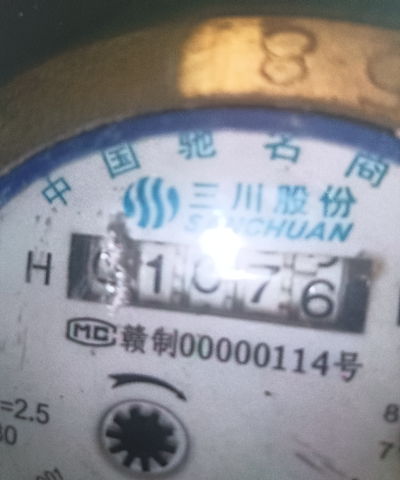 8
中国驰名商
三川股份
SANCHUAN
H 01076
MC 赣制00000114号
=2.5